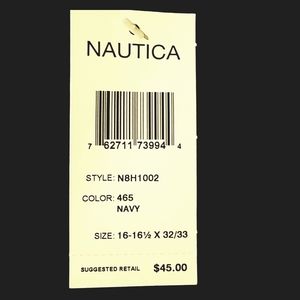 NAUTICA
7 62711 73994 4
STYLE: N8H1002
COLOR: 465
NAVY
SIZE: 16-16½ X 32/33
SUGGESTED RETAIL $45.00